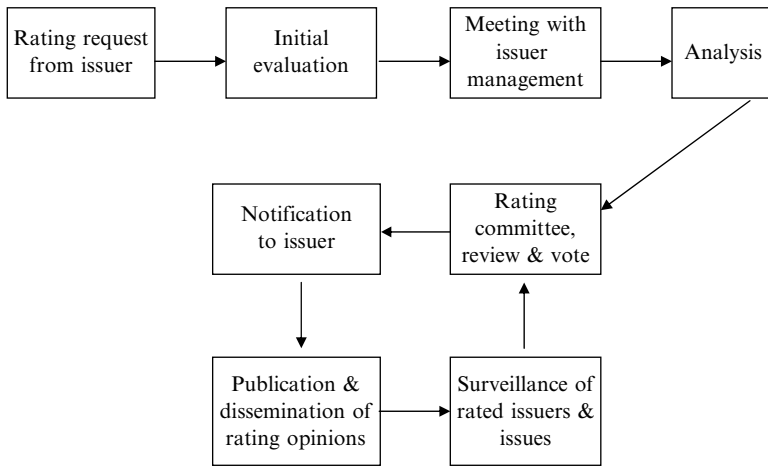 Rating request
from issuer
Initial
evaluation
Meeting with
issuer
management
Analysis
Rating
committee,
review & vote
Notification
to issuer
Publication &
dissemination of
rating opinions
Surveillance of
rated issuers &
issues